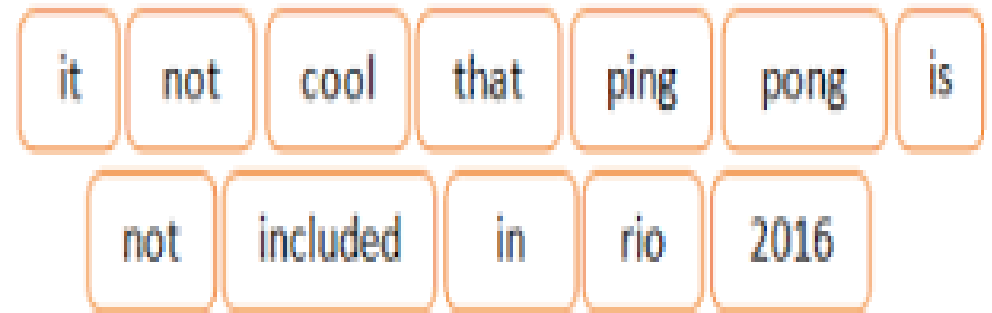 it not cool that ping pong is
not included in rio 2016